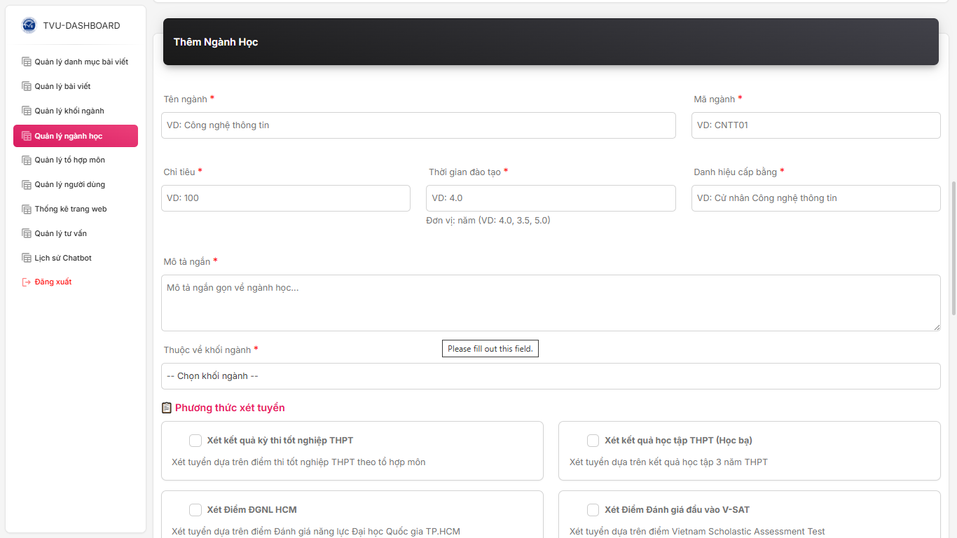 TVU-DASHBOARD
Quản lý danh mục bài viết
Quản lý bài viết
Quản lý khối ngành
Quản lý ngành học
Quản lý tổ hợp môn
Quản lý người dùng
Thống kê trang web
Quản lý tư vấn
Lịch sử Chatbot
Đăng xuất
Thêm Ngành Học
Tên ngành *
Mã ngành *
VD: Công nghệ thông tin
VD: CNTT01
Chỉ tiêu *
Thời gian đào tạo *
Danh hiệu cấp bằng *
VD: 100
VD: 4.0
VD: Cử nhân Công nghệ thông tin
Đơn vị: năm (VD: 4.0, 3.5, 5.0)
Mô tả ngắn *
Mô tả ngắn gọn về ngành học...
Please fill out this field.
Thuộc về khối ngành *
-- Chọn khối ngành --
Phương thức xét tuyển
Xét kết quả kỳ thi tốt nghiệp THPT
Xét tuyển dựa trên điểm thi tốt nghiệp THPT theo tổ hợp môn
Xét kết quả học tập THPT (Học bạ)
Xét tuyển dựa trên kết quả học tập 3 năm THPT
Xét Điểm ĐGNL HCM
Xét tuyển dựa trên điểm Đánh giá năng lực Đại học Quốc gia TP.HCM
Xét Điểm Đánh giá đầu vào V-SAT
Xét tuyển dựa trên điểm Vietnam Scholastic Assessment Test